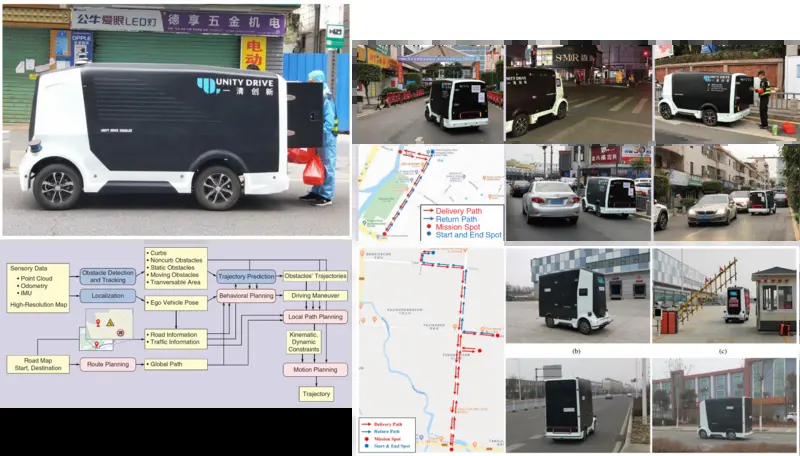 公牛爱眼LED灯
德享五金机电
OPPLE
电动
UNITY DRIVE
一清创新
UNITY DRIVE
UNITY DRIVE
Delivery Path
Return Path
Mission Spot
Start and End Spot
Sensory Data
• Point Cloud
• Odometry
• IMU
High-Resolution Map
Obstacle Detection
and Tracking
Localization
• Curbs
• Noncurb Obstacles
• Static Obstacles
• Moving Obstacles
• Tranversable Area
• Ego Vehicle Pose
• Road Information
• Traffic Information
Road Map
Start, Destination
Route Planning
• Global Path
Trajectory Prediction
Behavioral Planning
Obstacles' Trajectories
Driving Maneuver
Local Path Planning
Kinematic,
Dynamic
Constraints
Motion Planning
Trajectory
Delivery Path
Return Path
Mission Spot
Start & End Spot
(b)
(c)